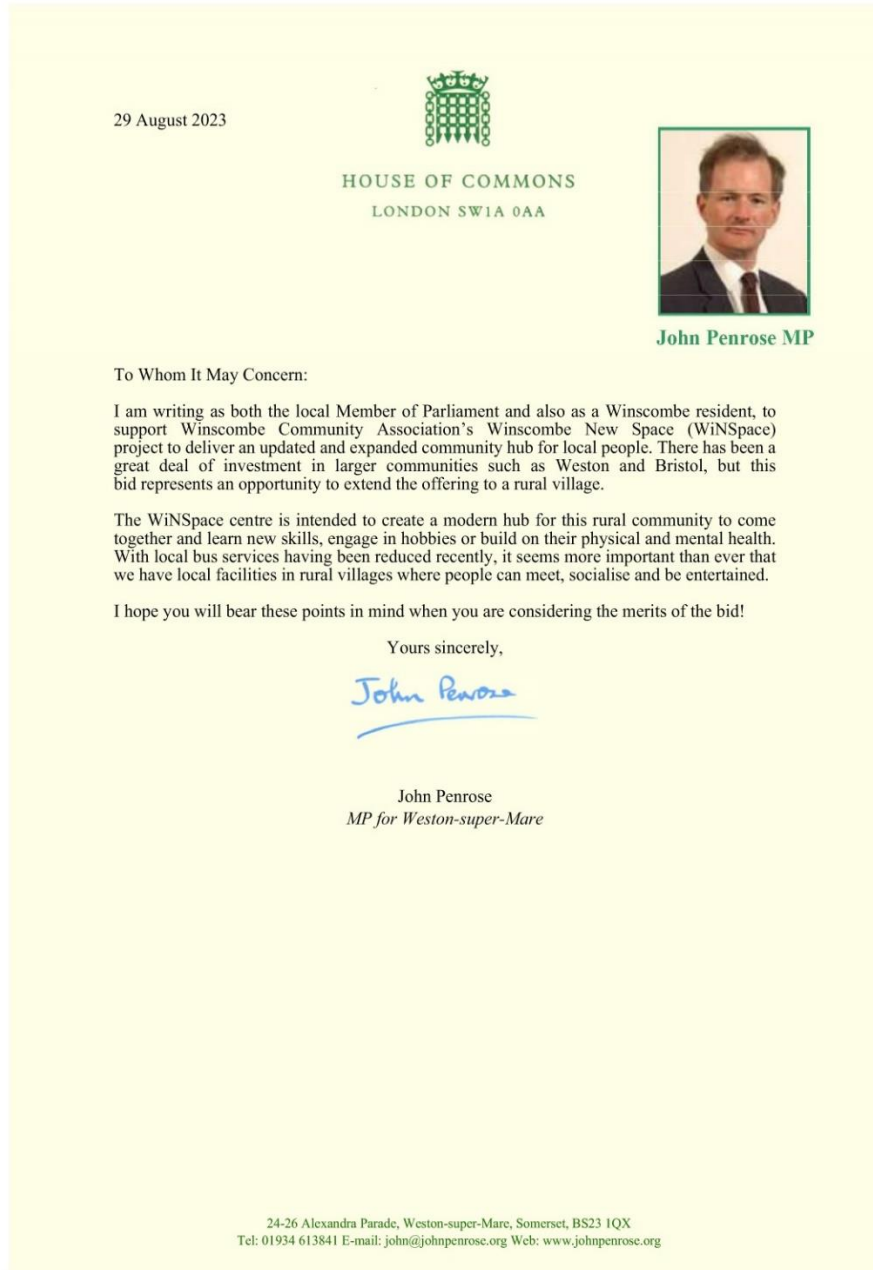 29 August 2023
HOUSE OF COMMONS
LONDON SW1A 0AA
John Penrose MP
To Whom It May Concern:
I am writing as both the local Member of Parliament and also as a Winscombe resident, to
support Winscombe Community Association's Winscombe New Space (WiNSpace)
project to deliver an updated and expanded community hub for local people. There has been a
great deal of investment in larger communities such as Weston and Bristol, but this
bid represents an opportunity to extend the offering to a rural village.
The WiNSpace centre is intended to create a modern hub for this rural community to come
together and learn new skills, engage in hobbies or build on their physical and mental health.
With local bus services having been reduced recently, it seems more important than ever that
we have local facilities in rural villages where people can meet, socialise and be entertained.
I hope you will bear these points in mind when you are considering the merits of the bid!
Yours sincerely,
John Penrose
John Penrose
MP for Weston-super-Mare
24-26 Alexandra Parade, Weston-super-Mare, Somerset, BS23 1QX
Tel: 01934 613841 E-mail: john@johnpenrose.org Web: www.johnpenrose.org